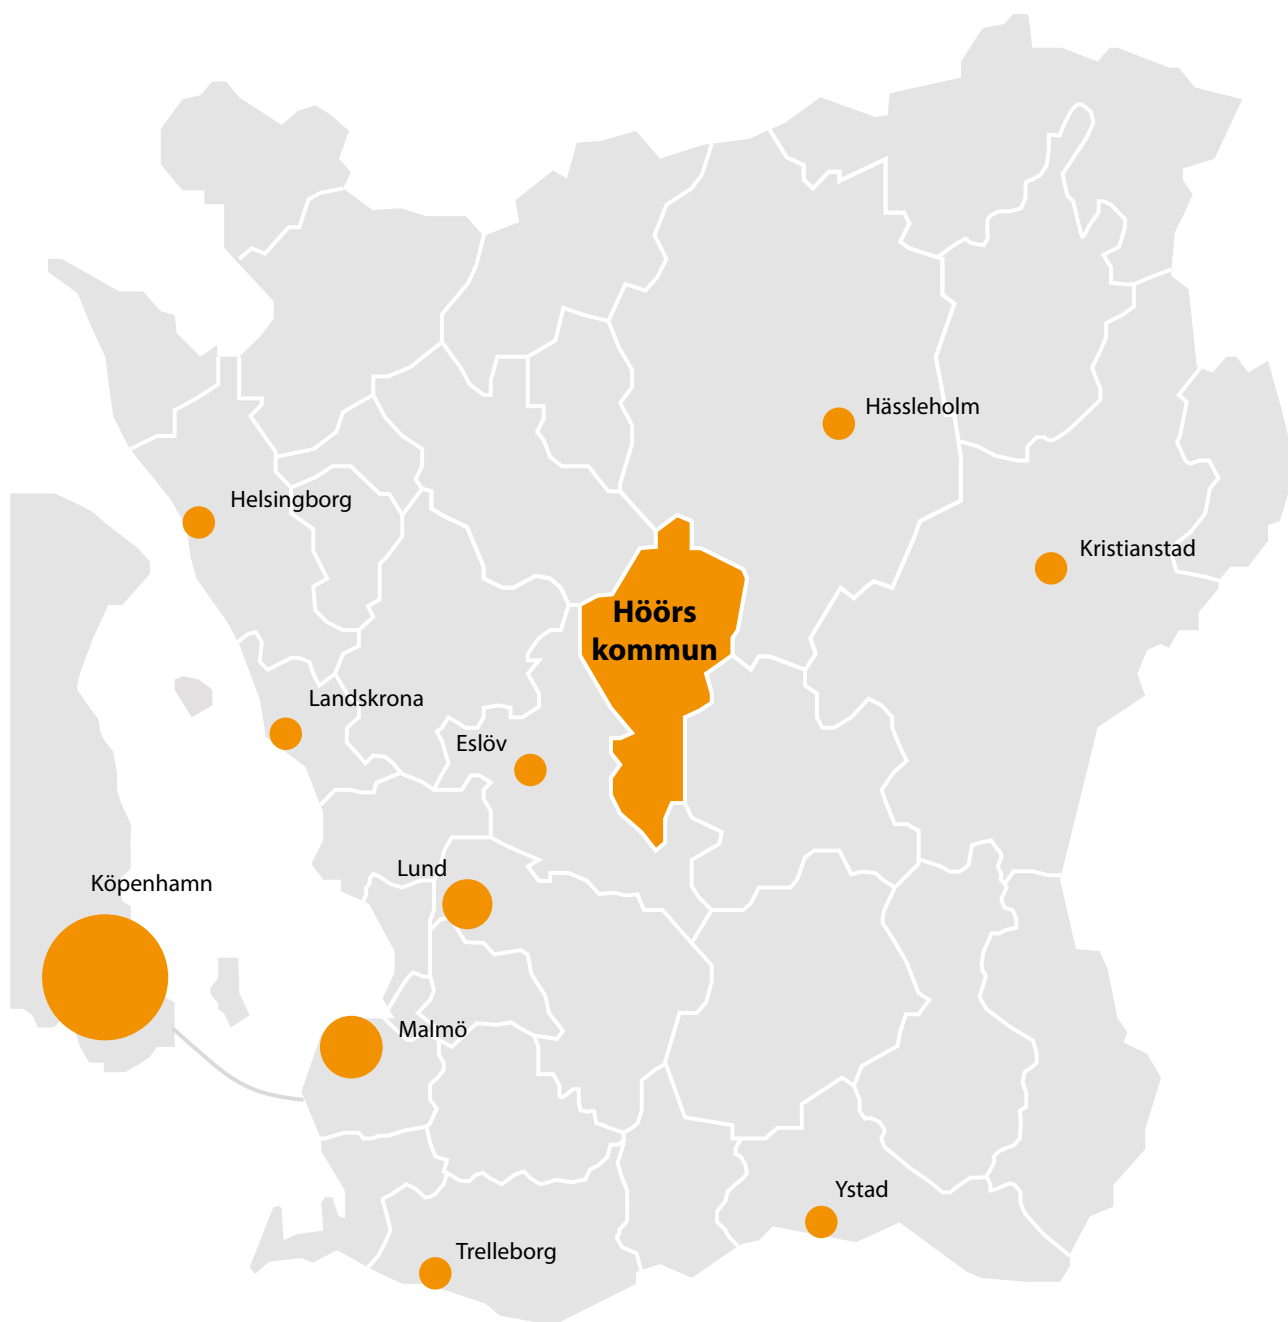 Hässleholm
Helsingborg
Kristianstad
Höörs
kommun
Landskrona
Eslöv
Lund
Köpenhamn
Malmö
Ystad
Trelleborg